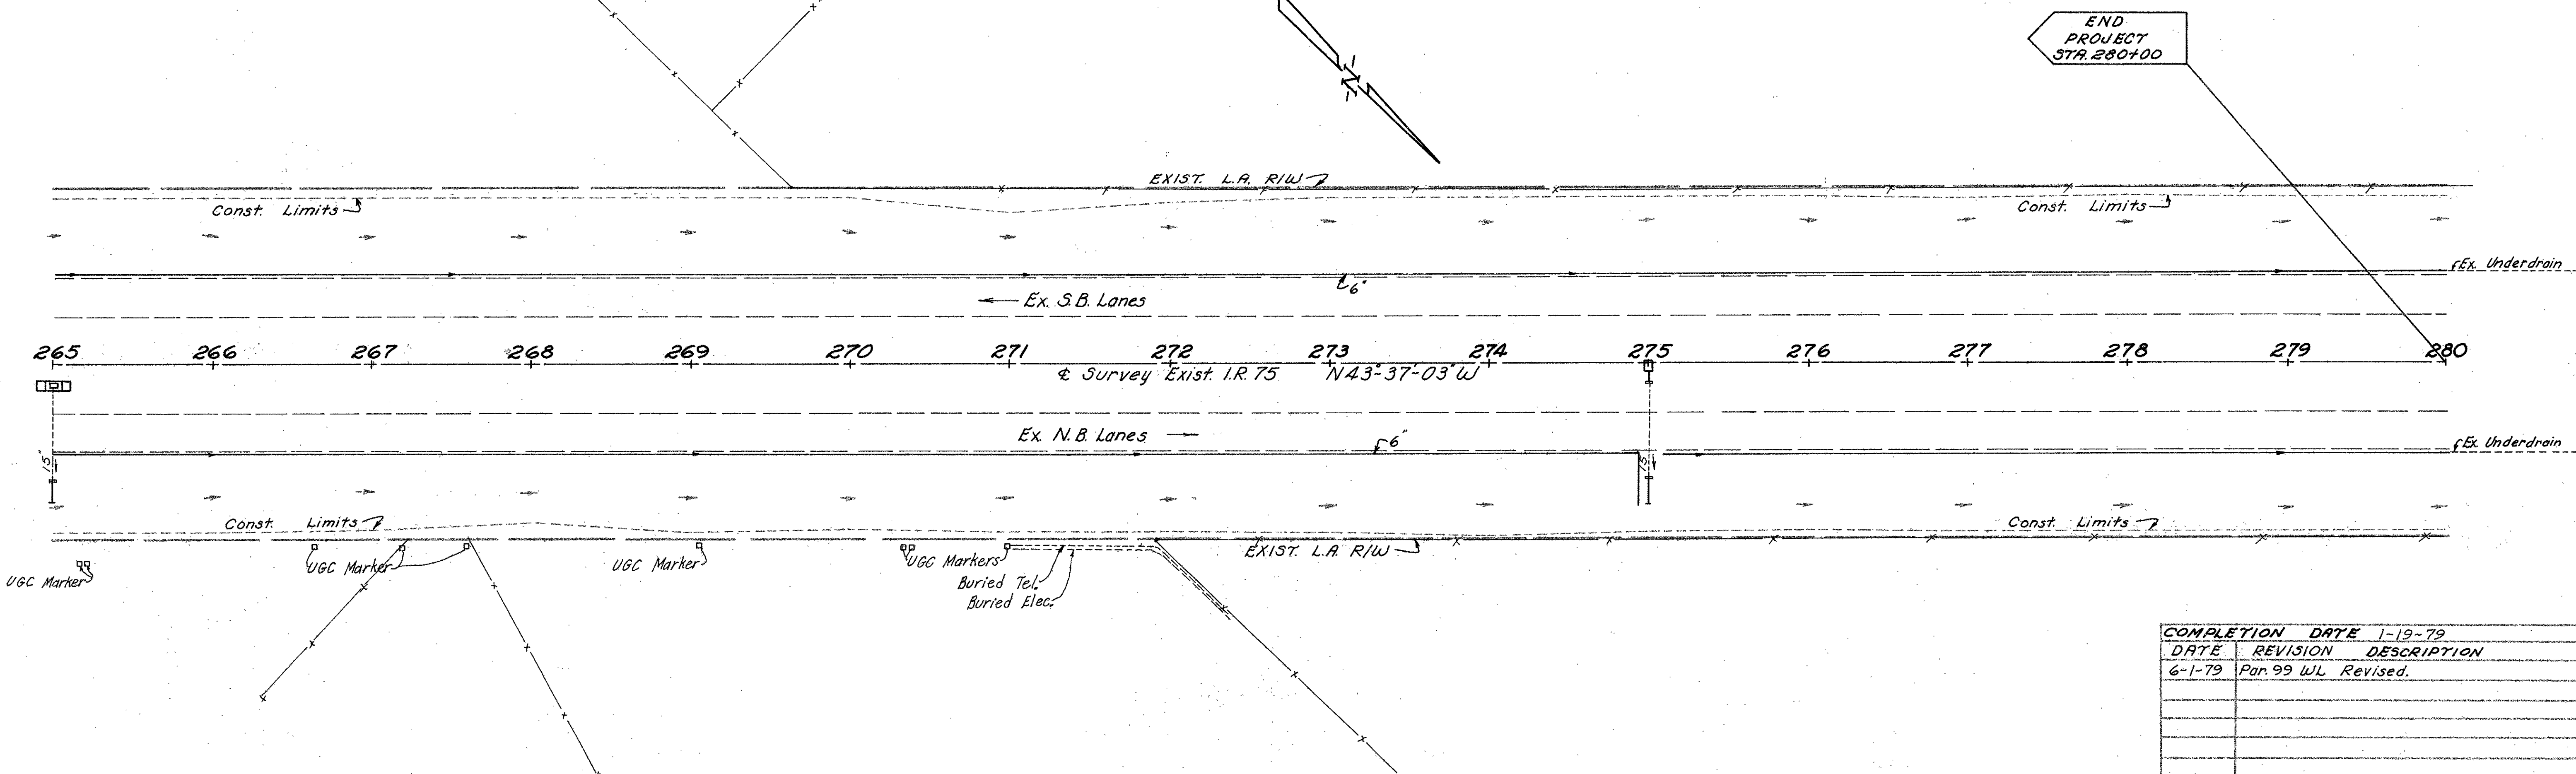 END
PROJECT
STA. 280+00
N
EXIST. L.A. R/W
Const. Limits
Const. Limits
6"
Ex. Underdrain
Ex. S.B. Lanes
265 266 267 268 269 270 271 272 273 274 275 276 277 278 279 280
℄ Survey Exist. I.R. 75 N43°-37'-03"W
Ex. N.B. Lanes
6"
Ex. Underdrain
15"
15"
Const. Limits
Const. Limits
EXIST. L.A. R/W
UGC Marker
UGC Marker
UGC Marker
UGC Markers
Buried Tel.
Buried Elec.
COMPLETION DATE 1-19-79
DATE REVISION DESCRIPTION
6-1-79 Par. 99 WL Revised.